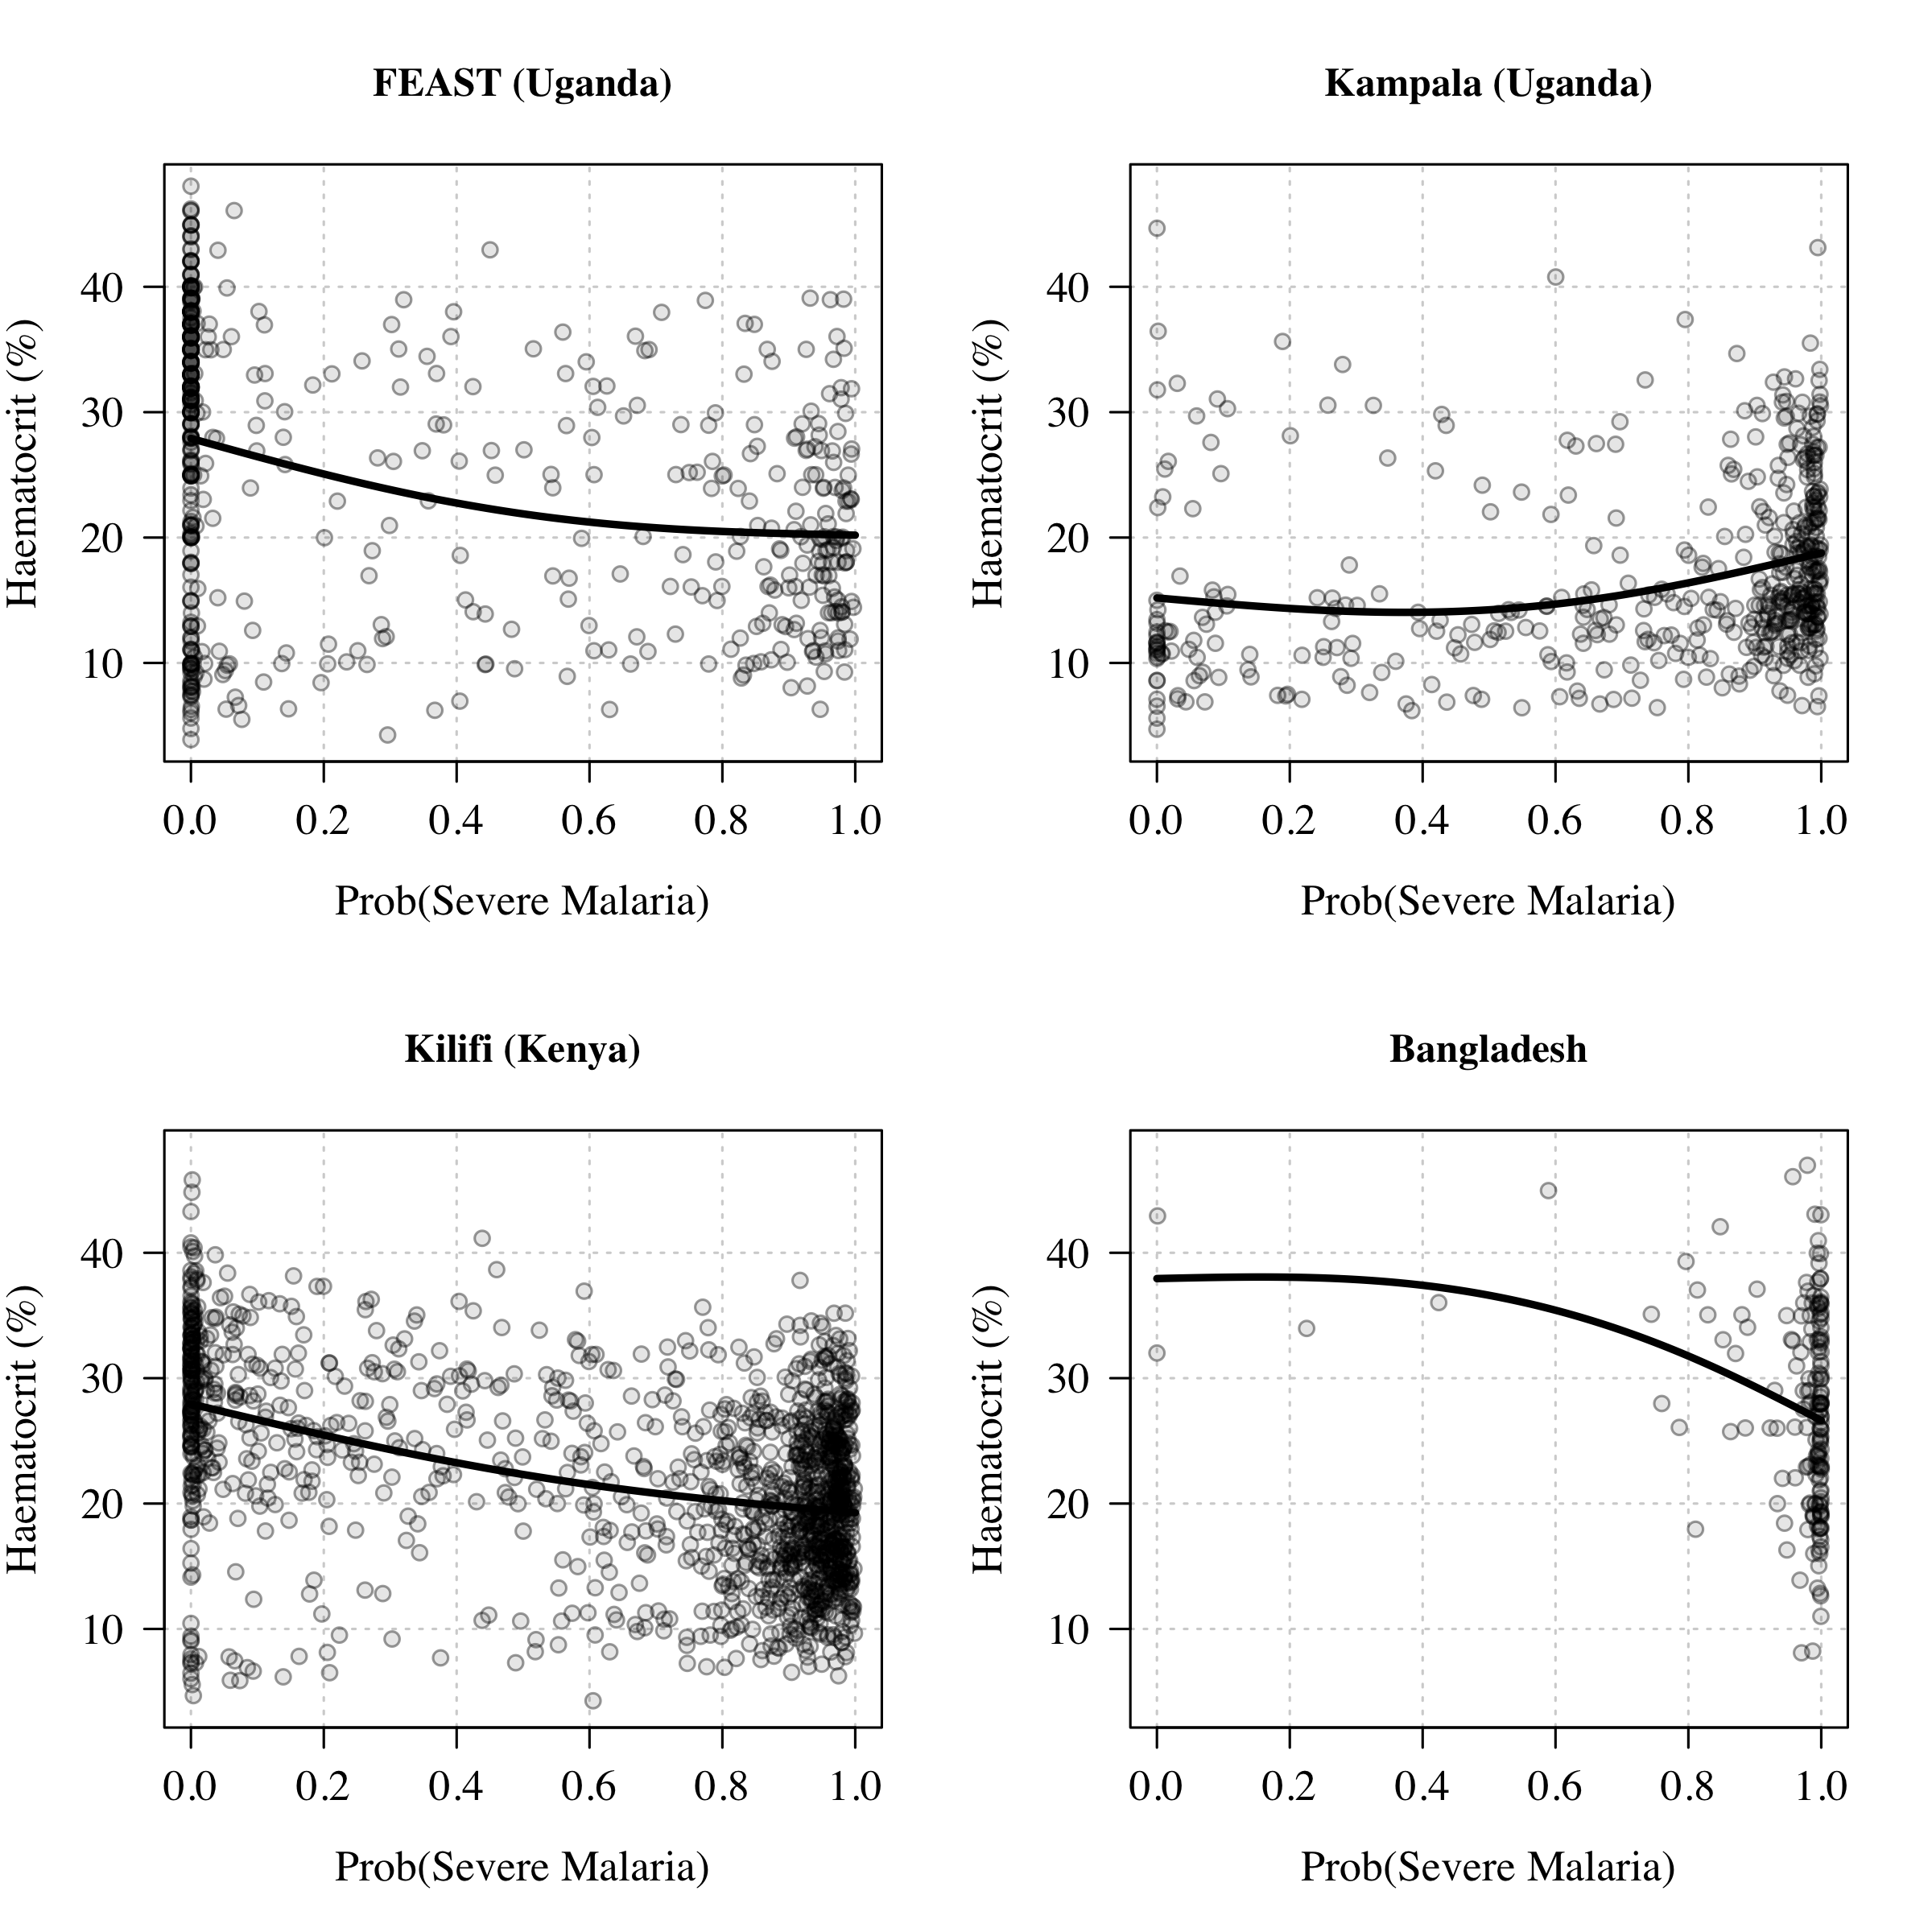 FEAST (Uganda)
Haematocrit (%)
40
30
20
10
0.0 0.2 0.4 0.6 0.8 1.0
Prob(Severe Malaria)
Kampala (Uganda)
Haematocrit (%)
40
30
20
10
0.0 0.2 0.4 0.6 0.8 1.0
Prob(Severe Malaria)
Kilifi (Kenya)
Haematocrit (%)
40
30
20
10
0.0 0.2 0.4 0.6 0.8 1.0
Prob(Severe Malaria)
Bangladesh
Haematocrit (%)
40
30
20
10
0.0 0.2 0.4 0.6 0.8 1.0
Prob(Severe Malaria)